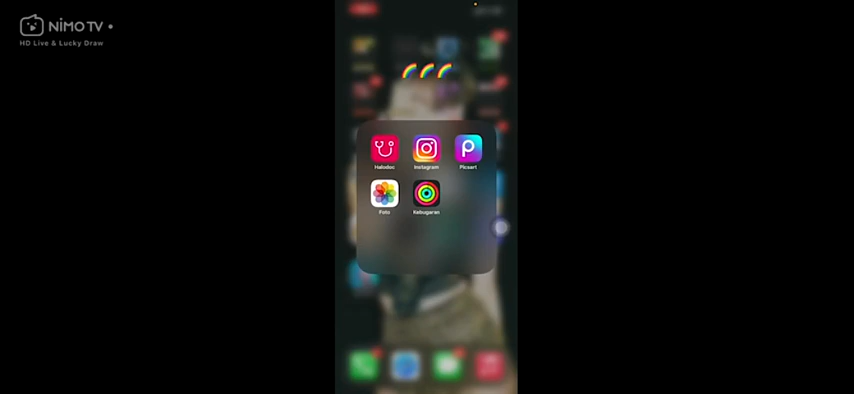 NIMO TV
HD Live & Lucky Draw
Halodoc
Instagram
Picsart
Foto
Kebugaran